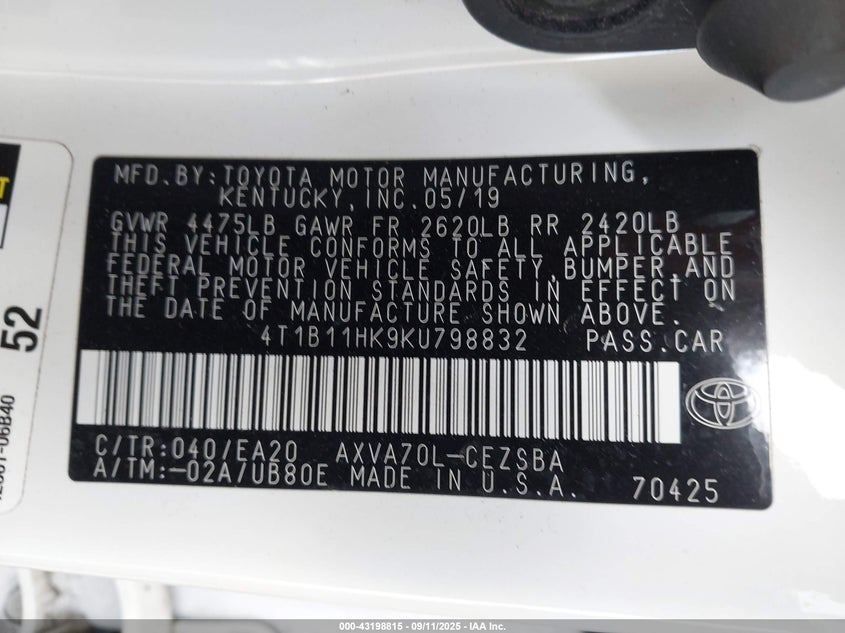 MFD.BY:TOYOTA MOTOR MANUFACTURING,
KENTUCKY,INC.05/19
GVWR 4475LB GAWR FR 2620LB RR 2420LB
THIS VEHICLE CONFORMS TO ALL APPLICABLE
FEDERAL MOTOR VEHICLE SAFETY,BUMPER,AND
THEFT PREVENTION STANDARDS IN EFFECT ON
THE DATE OF MANUFACTURE SHOWN ABOVE.
4T1B11HK9KU798832 PASS.CAR
C/TR:040/EA20 AXVA70L-CEZSBA
A/TM:-02A/UB80E MADE IN U.S.A. 70425
52
000-43198815 - 09/11/2025 - IAA Inc.